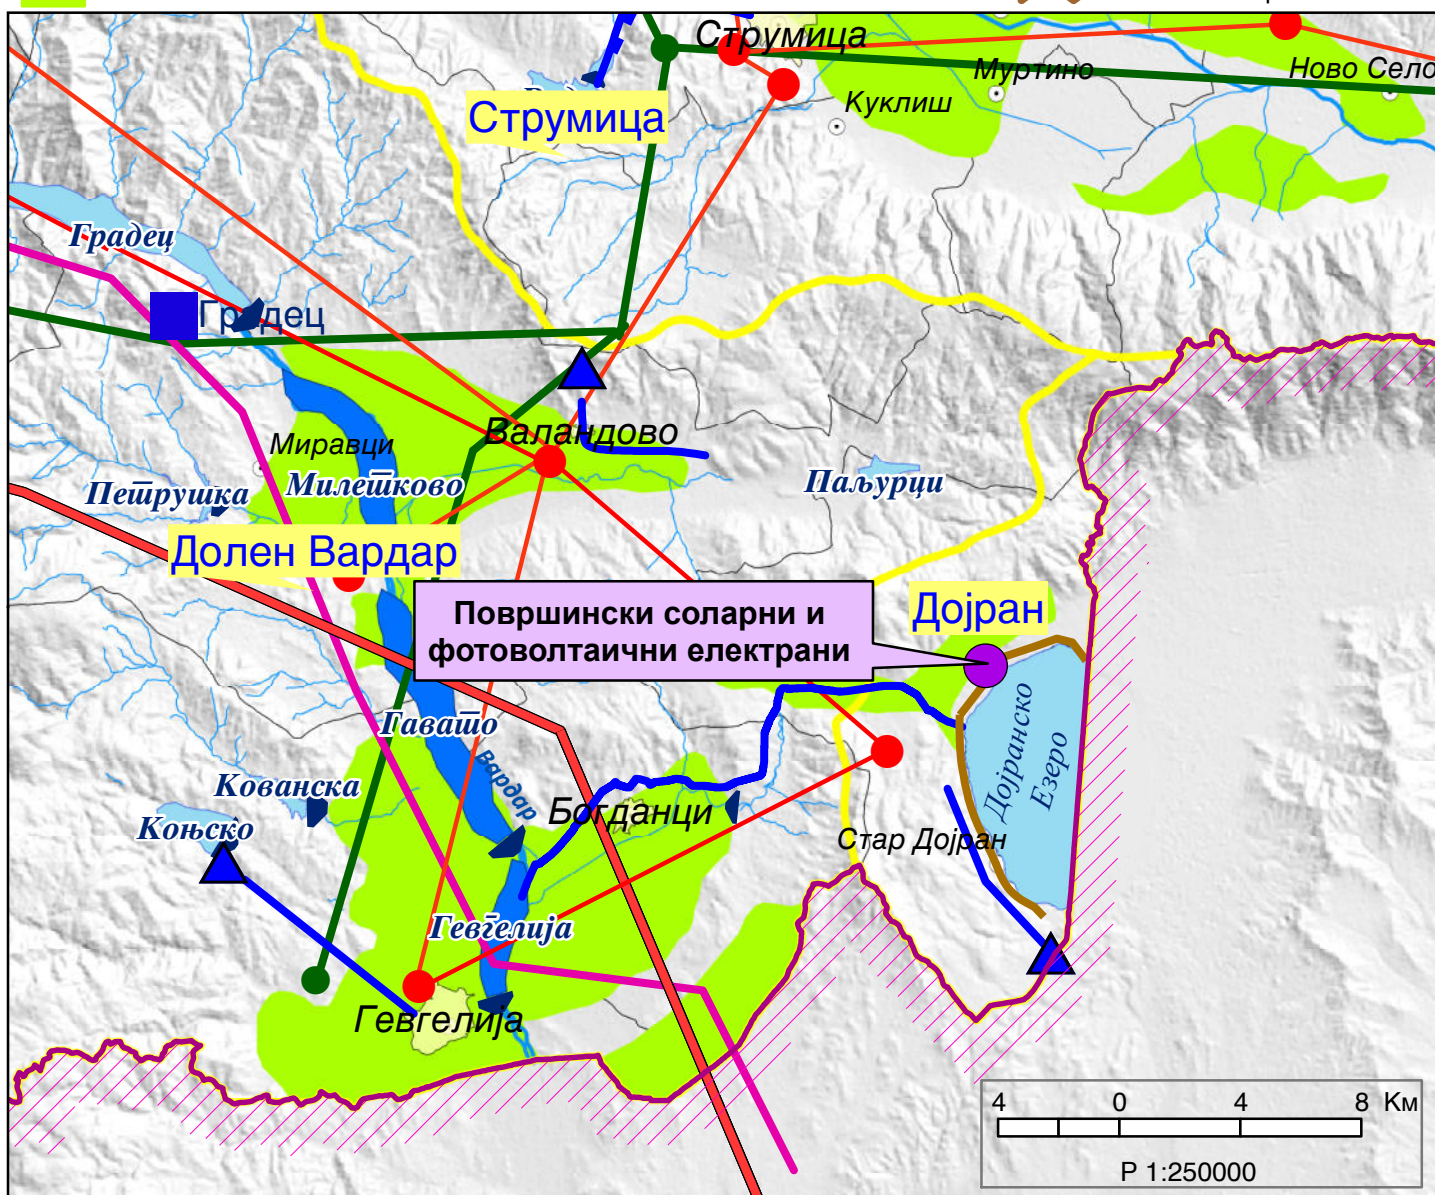 Струмица
Муртино
Ново Село
Куклиш
Струмица
Градец
Градец
Валандово
Миравци
Милешково
Петрушка
Паљурци
Долен Вардар
Површински соларни и
фотоволтаични електрани
Дојран
Дојранско
Езеро
Гавато
Вардар
Кованска
Коњско
Богданци
Стар Дојран
Гевгелија
Гевгелија
4 0 4 8 Км
Р 1:250000